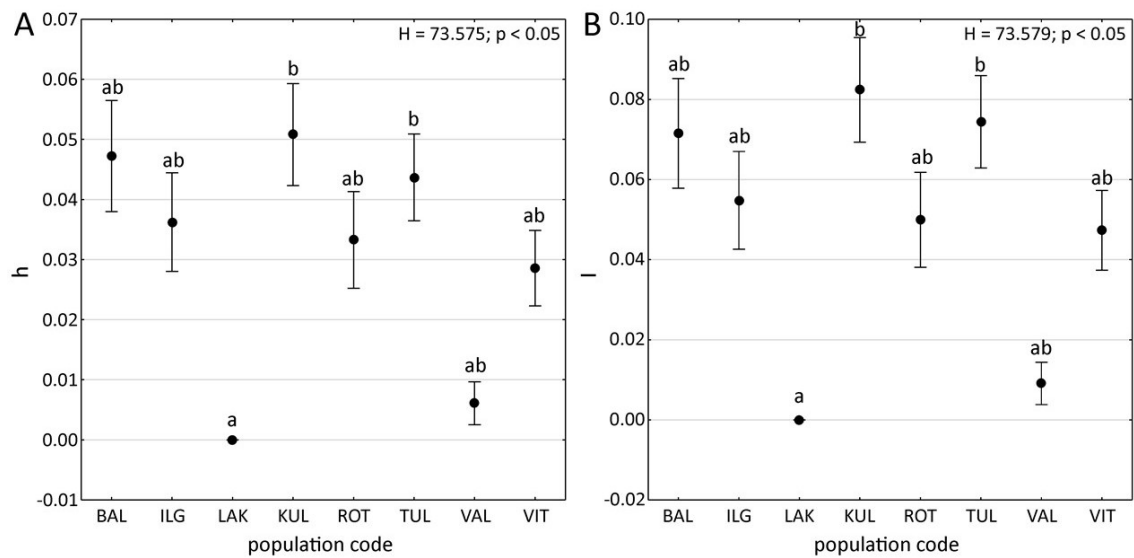 A
H = 73.575; p < 0.05
0.07
0.06
0.05
0.04
0.03
0.02
0.01
0.00
-0.01
h
ab
ab
a
b
ab
b
ab
ab
BAL ILG LAK KUL ROT TUL VAL VIT
population code
B
H = 73.579; p < 0.05
0.10
0.08
0.06
0.04
0.02
0.00
-0.02
I
ab
ab
a
b
ab
b
ab
ab
BAL ILG LAK KUL ROT TUL VAL VIT
population code